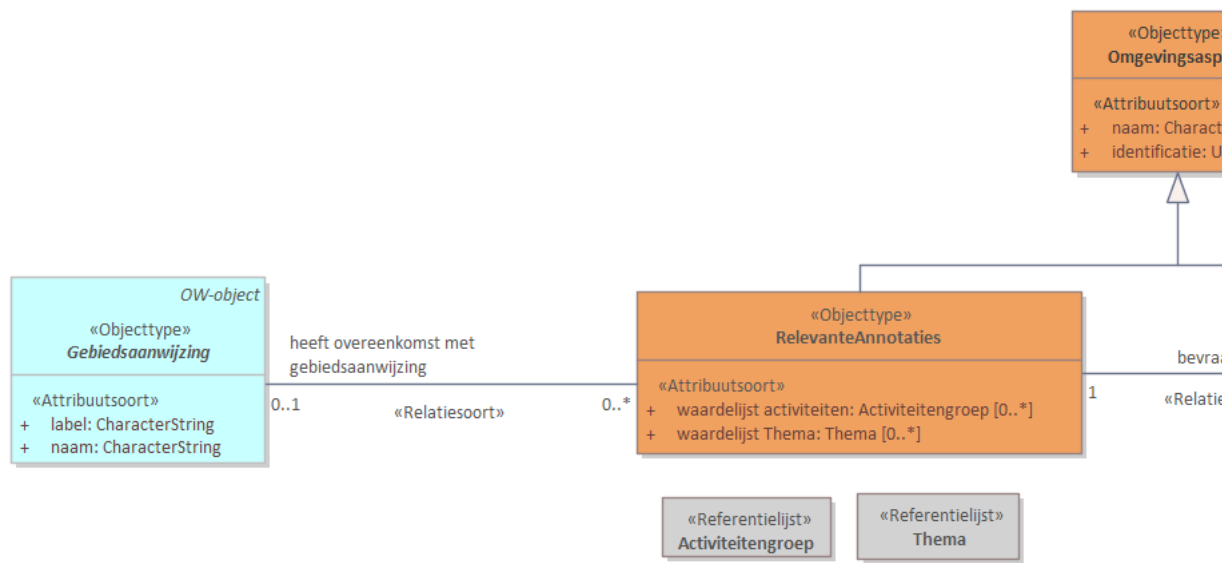 «Objecttype»
Omgevingsasp
«Attribuutsoort»
+ naam: Charact
+ identificatie: U
OW-object
«Objecttype»
Gebiedsaanwijzing
«Attribuutsoort»
+ label: CharacterString
+ naam: CharacterString
heeft overeenkomst met
gebiedsaanwijzing
0..1
«Relatiesoort»
0..*
«Objecttype»
RelevanteAnnotaties
«Attribuutsoort»
+ waardelijst activiteiten: Activiteitengroep [0..*]
+ waardelijst Thema: Thema [0..*]
bevraa
1
«Relatie
«Referentielijst»
Activiteitengroep
«Referentielijst»
Thema